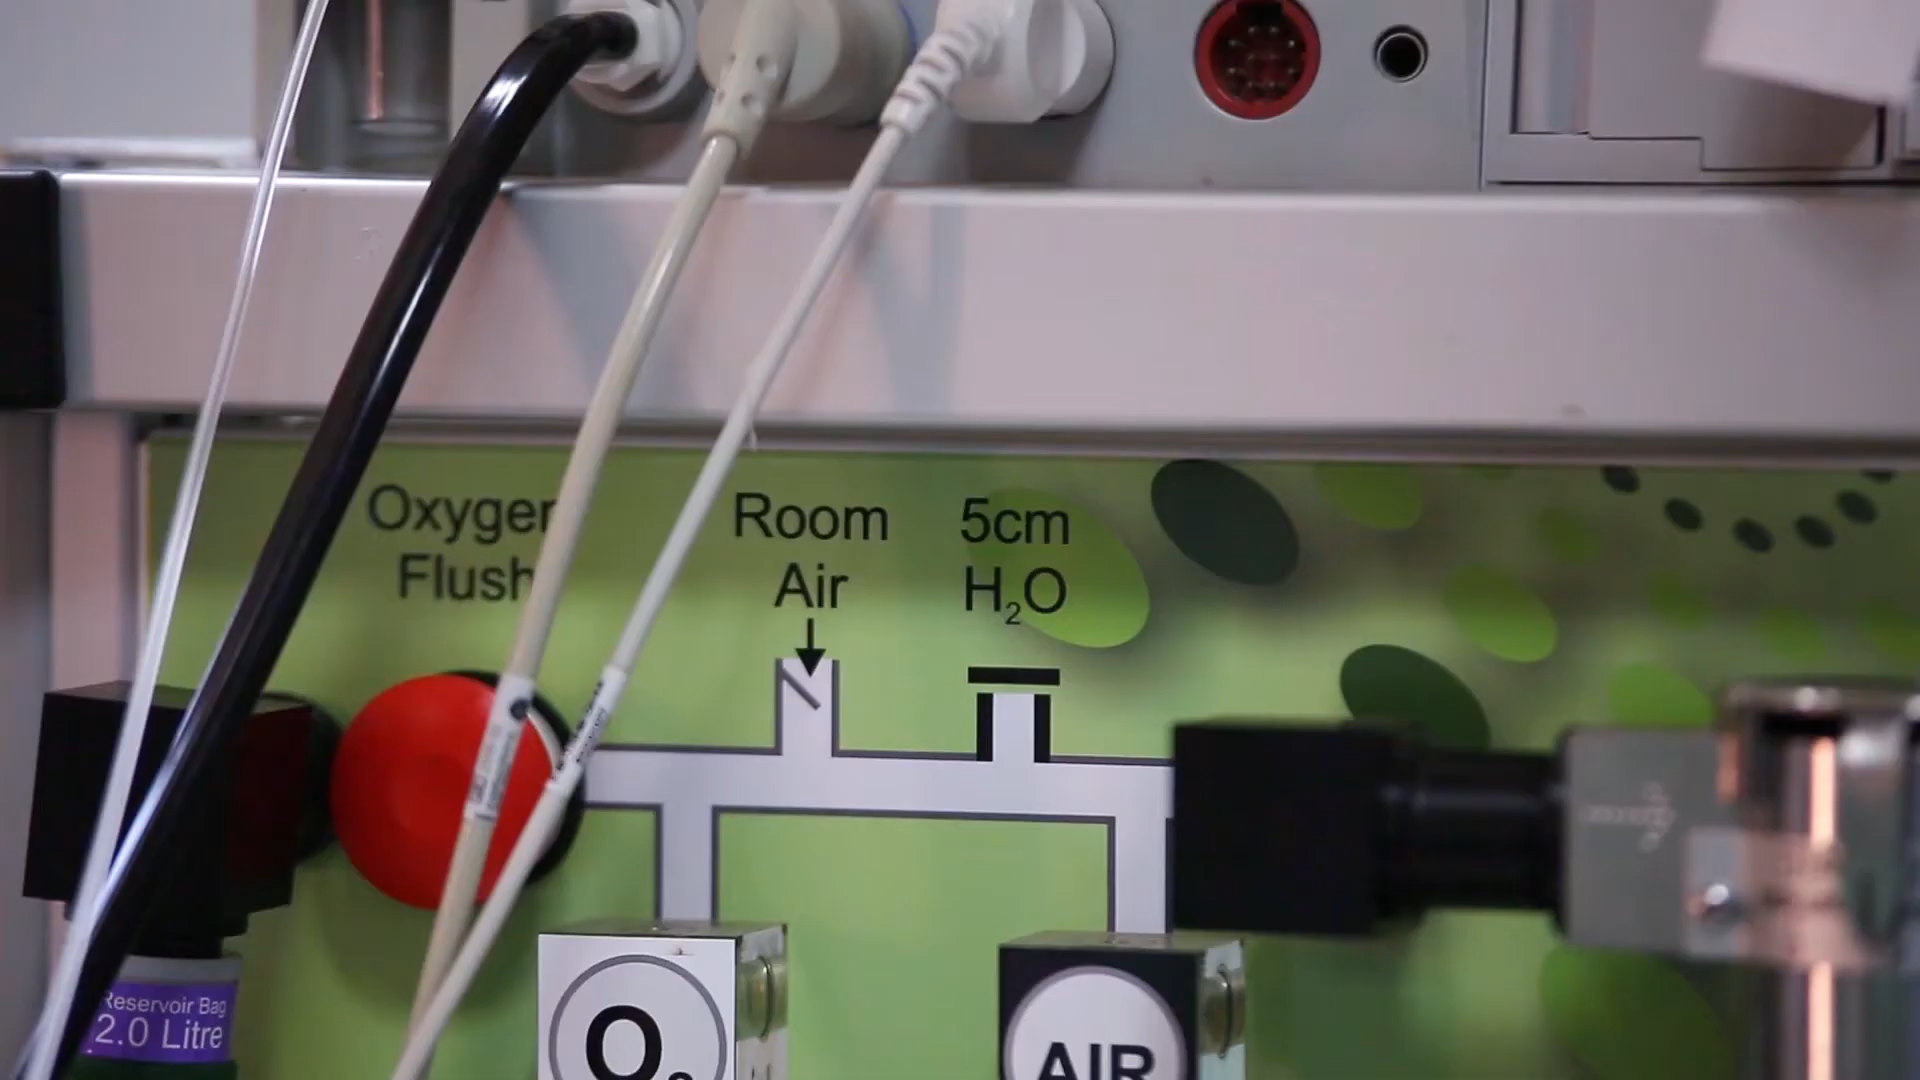 Oxygen
Flush
Room
Air
5cm
H₂O
Reservoir Bag
2.0 Litre
O₂
AIR